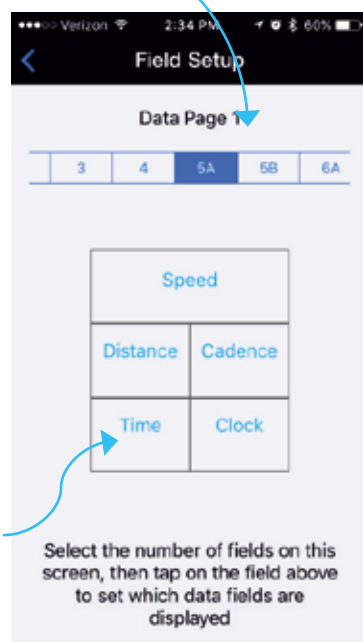 Verizon 2:34 PM 60%
Field Setup
Data Page 1
3 4 5A 5B 6A
Speed
Distance Cadence
Time Clock
Select the number of fields on this
screen, then tap on the field above
to set which data fields are
displayed